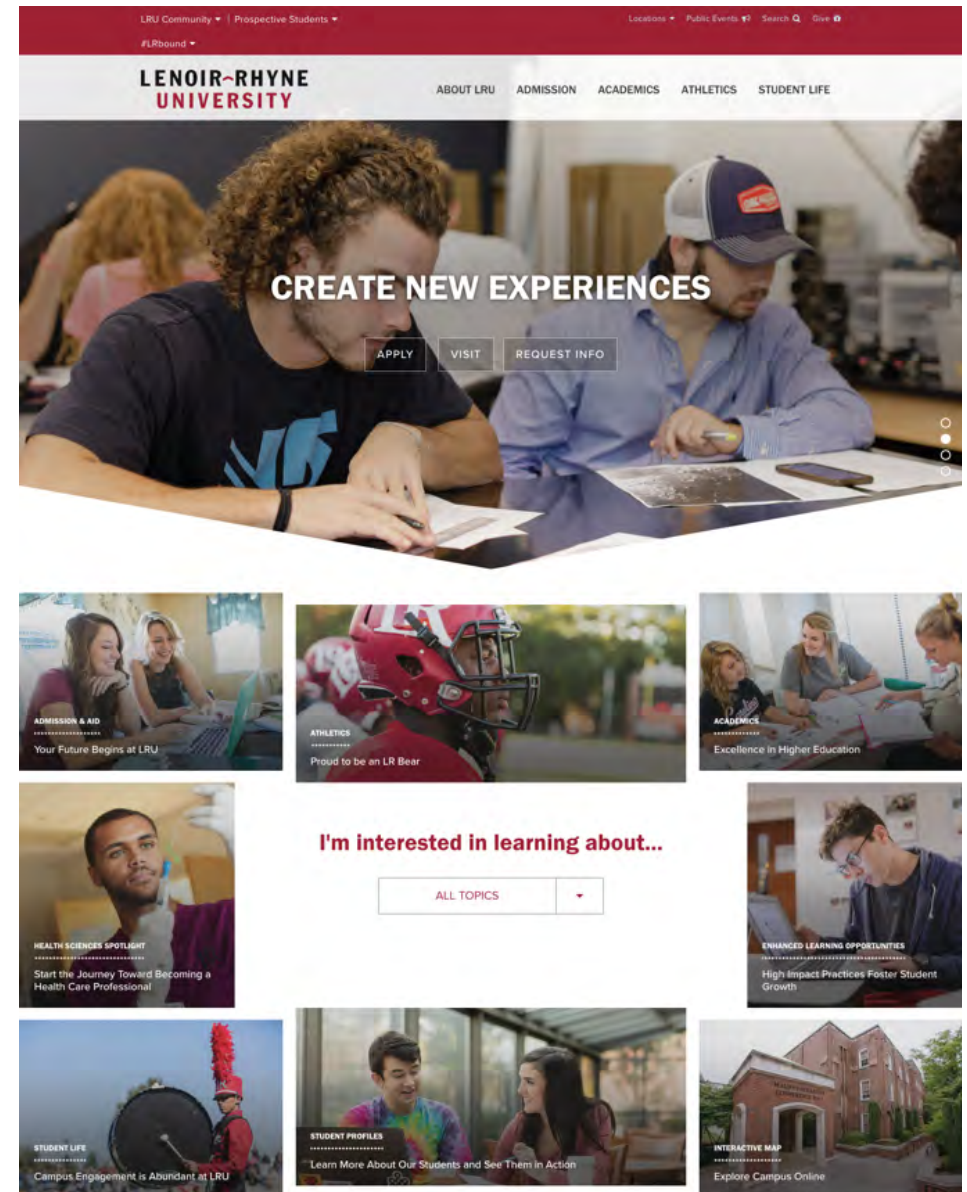 LRU Community | Prospective Students
Locations Public Events Search Give
#LRbound
LENOIR-RHYNE
UNIVERSITY
ABOUT LRU ADMISSION ACADEMICS ATHLETICS STUDENT LIFE
CREATE NEW EXPERIENCES
APPLY VISIT REQUEST INFO
LR
ADMISSION & AID
Your Future Begins at LRU
ATHLETICS
Proud to be an LR Bear
ACADEMICS
Excellence in Higher Education
I'm interested in learning about...
ALL TOPICS
HEALTH SCIENCES SPOTLIGHT
Start the Journey Toward Becoming a
Health Care Professional
ENHANCED LEARNING OPPORTUNITIES
High Impact Practices Foster Student
Growth
STUDENT LIFE
Campus Engagement is Abundant at LRU
STUDENT PROFILES
Learn More About Our Students and See Them in Action
INTERACTIVE MAP
Explore Campus Online